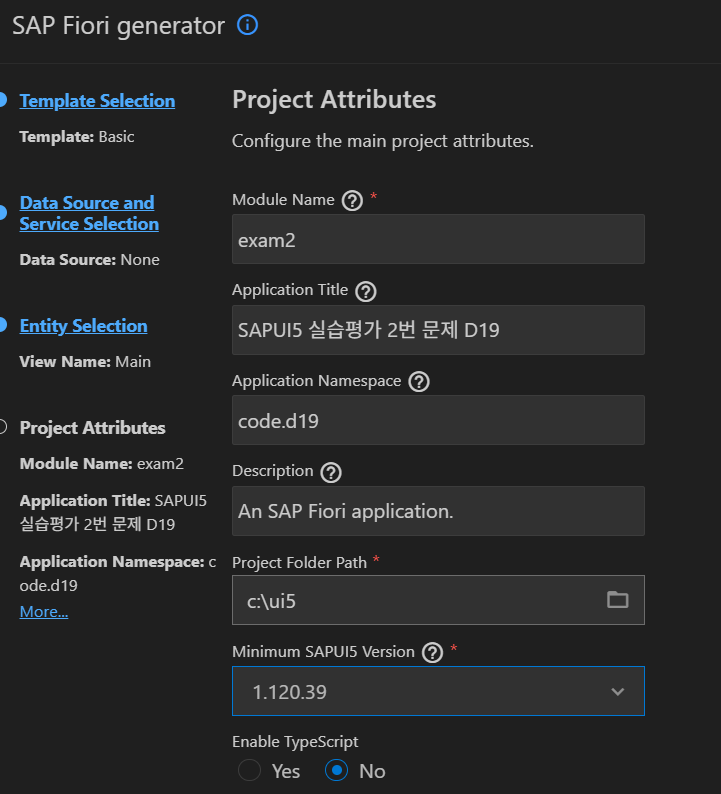 SAP Fiori generator
Template Selection
Template: Basic
Data Source and
Service Selection
Data Source: None
Entity Selection
View Name: Main
Project Attributes
Module Name: exam2
Application Title: SAPUI5
실습평가 2번 문제 D19
Application Namespace: c
ode.d19
More...
Project Attributes
Configure the main project attributes.
Module Name *
exam2
Application Title
SAPUI5 실습평가 2번 문제 D19
Application Namespace
code.d19
Description
An SAP Fiori application.
Project Folder Path *
c:\ui5
Minimum SAPUI5 Version *
1.120.39
Enable TypeScript
Yes No